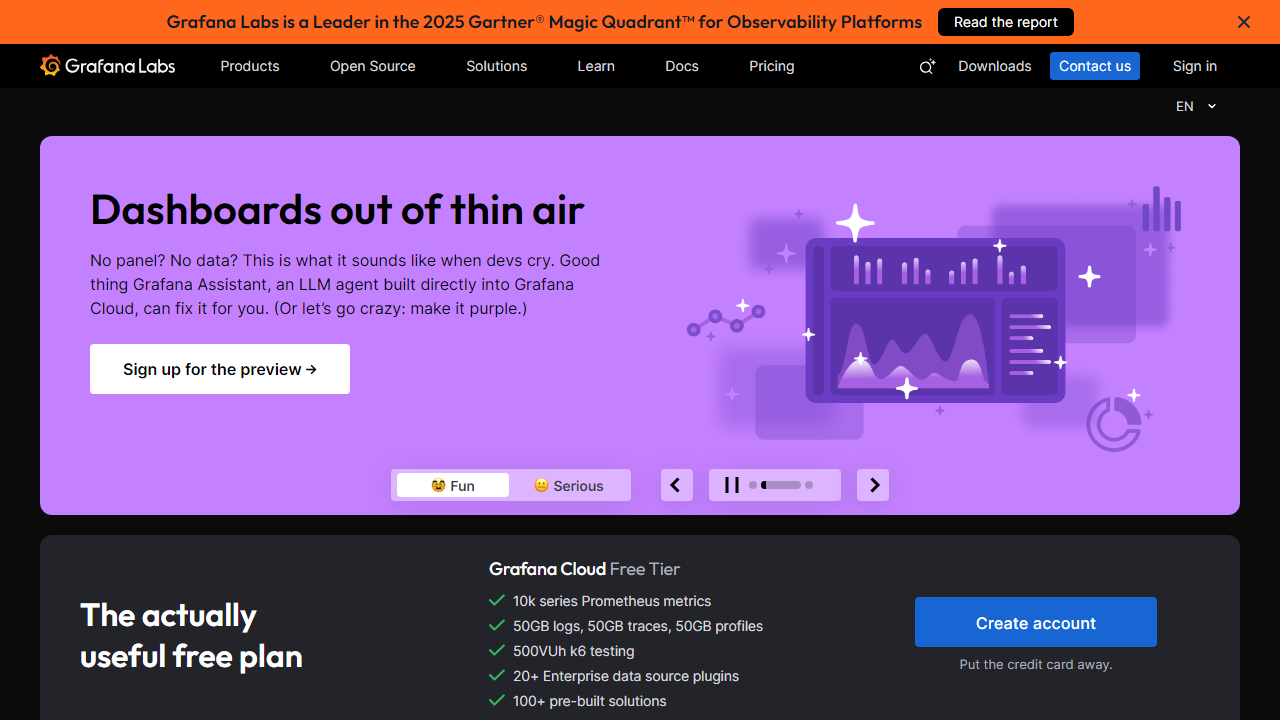 Grafana Labs is a Leader in the 2025 Gartner® Magic Quadrant™ for Observability Platforms
Read the report
Grafana Labs
Products
Open Source
Solutions
Learn
Docs
Pricing
Downloads
Contact us
Sign in
EN
Dashboards out of thin air
No panel? No data? This is what it sounds like when devs cry. Good
thing Grafana Assistant, an LLM agent built directly into Grafana
Cloud, can fix it for you. (Or let’s go crazy: make it purple.)
Sign up for the preview →
Fun
Serious
The actually
useful free plan
Grafana Cloud Free Tier
10k series Prometheus metrics
50GB logs, 50GB traces, 50GB profiles
500VUh k6 testing
20+ Enterprise data source plugins
100+ pre-built solutions
Create account
Put the credit card away.